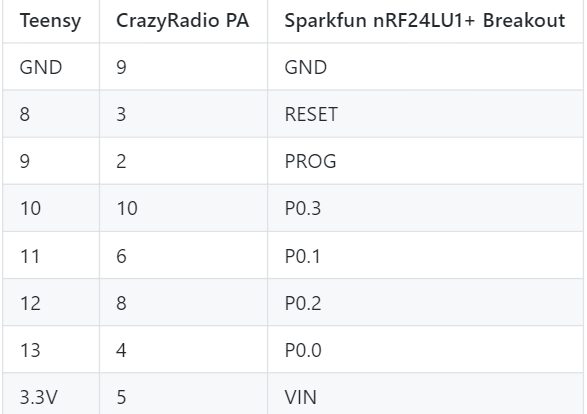 Teensy CrazyRadio PA Sparkfun nRF24LU1+ Breakout
GND 9 GND
8 3 RESET
9 2 PROG
10 10 P0.3
11 6 P0.1
12 8 P0.2
13 4 P0.0
3.3V 5 VIN